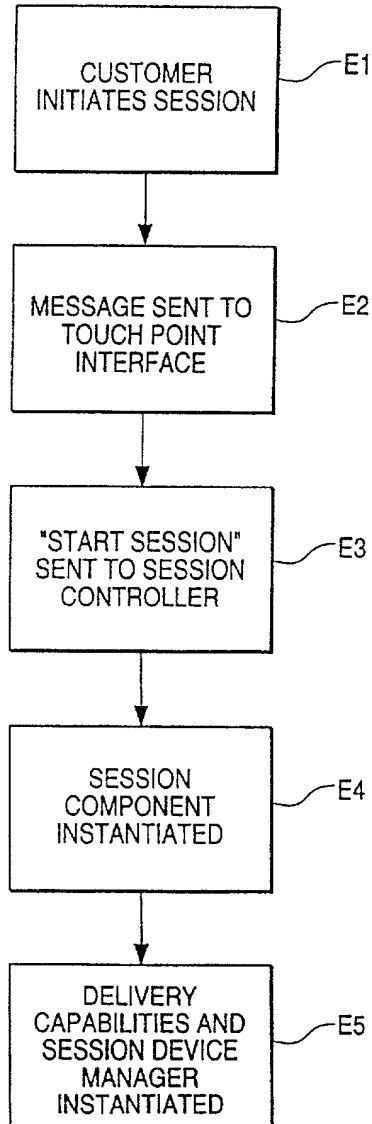 CUSTOMER
INITIATES SESSION
E1
MESSAGE SENT TO
TOUCH POINT
INTERFACE
E2
"START SESSION"
SENT TO SESSION
CONTROLLER
E3
SESSION
COMPONENT
INSTANTIATED
E4
DELIVERY
CAPABILITIES AND
SESSION DEVICE
MANAGER
INSTANTIATED
E5